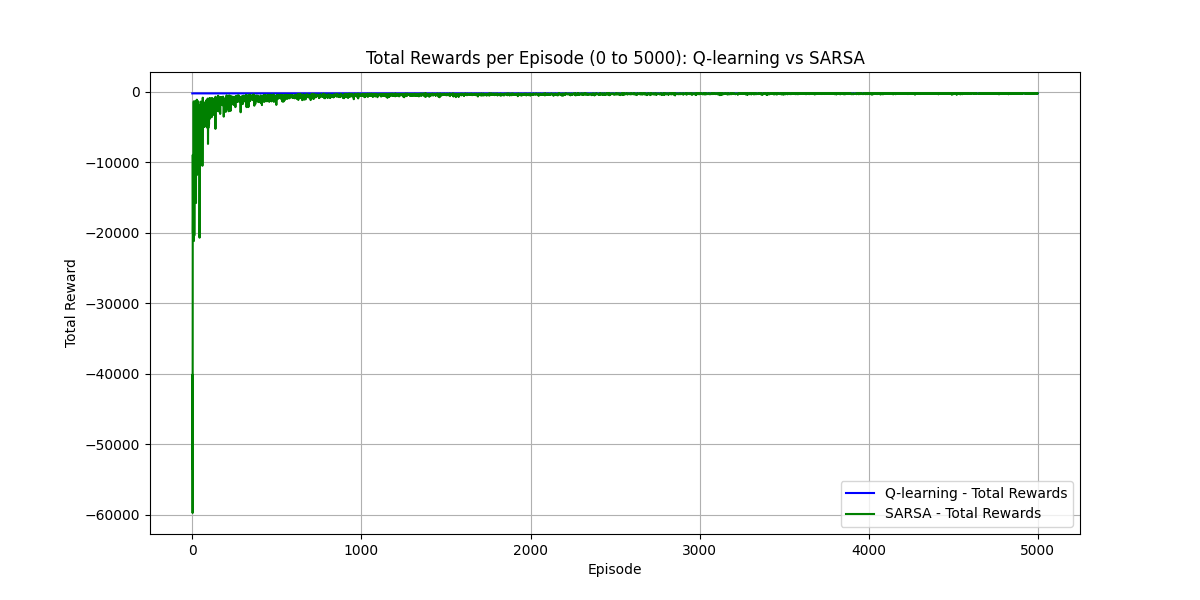 Total Rewards per Episode (0 to 5000): Q-learning vs SARSA
0
−10000
−20000
−30000
−40000
−50000
−60000
Total Reward
0 1000 2000 3000 4000 5000
Episode
Q-learning - Total Rewards
SARSA - Total Rewards